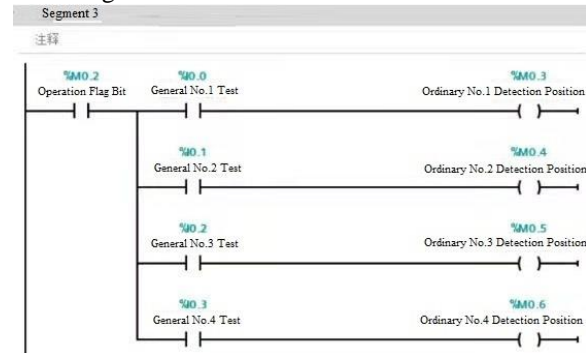 Segment 3
注释
%M0.2 %I0.0 %M0.3
Operation Flag Bit General No.1 Test Ordinary No.1 Detection Position
%I0.1 %M0.4
General No.2 Test Ordinary No.2 Detection Position
%I0.2 %M0.5
General No.3 Test Ordinary No.3 Detection Position
%I0.3 %M0.6
General No.4 Test Ordinary No.4 Detection Position